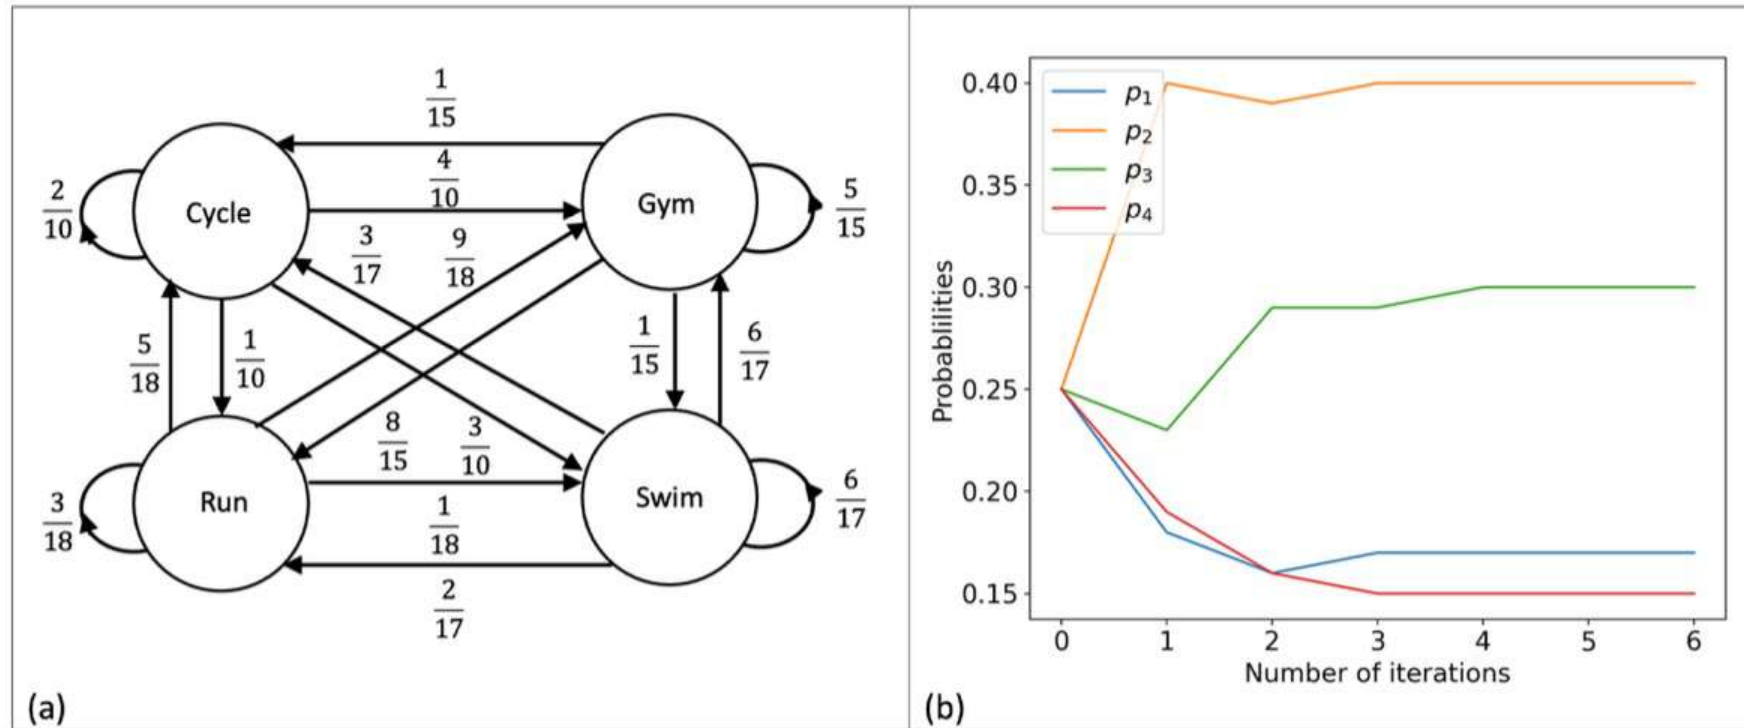 1/15
4/10
2/10
Cycle
Gym
5/15
3/17
9/18
5/18
1/10
1/15
6/17
8/15
3/10
3/18
Run
Swim
6/17
1/18
2/17
(a)
p1
p2
p3
p4
0.40
0.35
0.30
0.25
0.20
0.15
Probablilities
0 1 2 3 4 5 6
Number of iterations
(b)